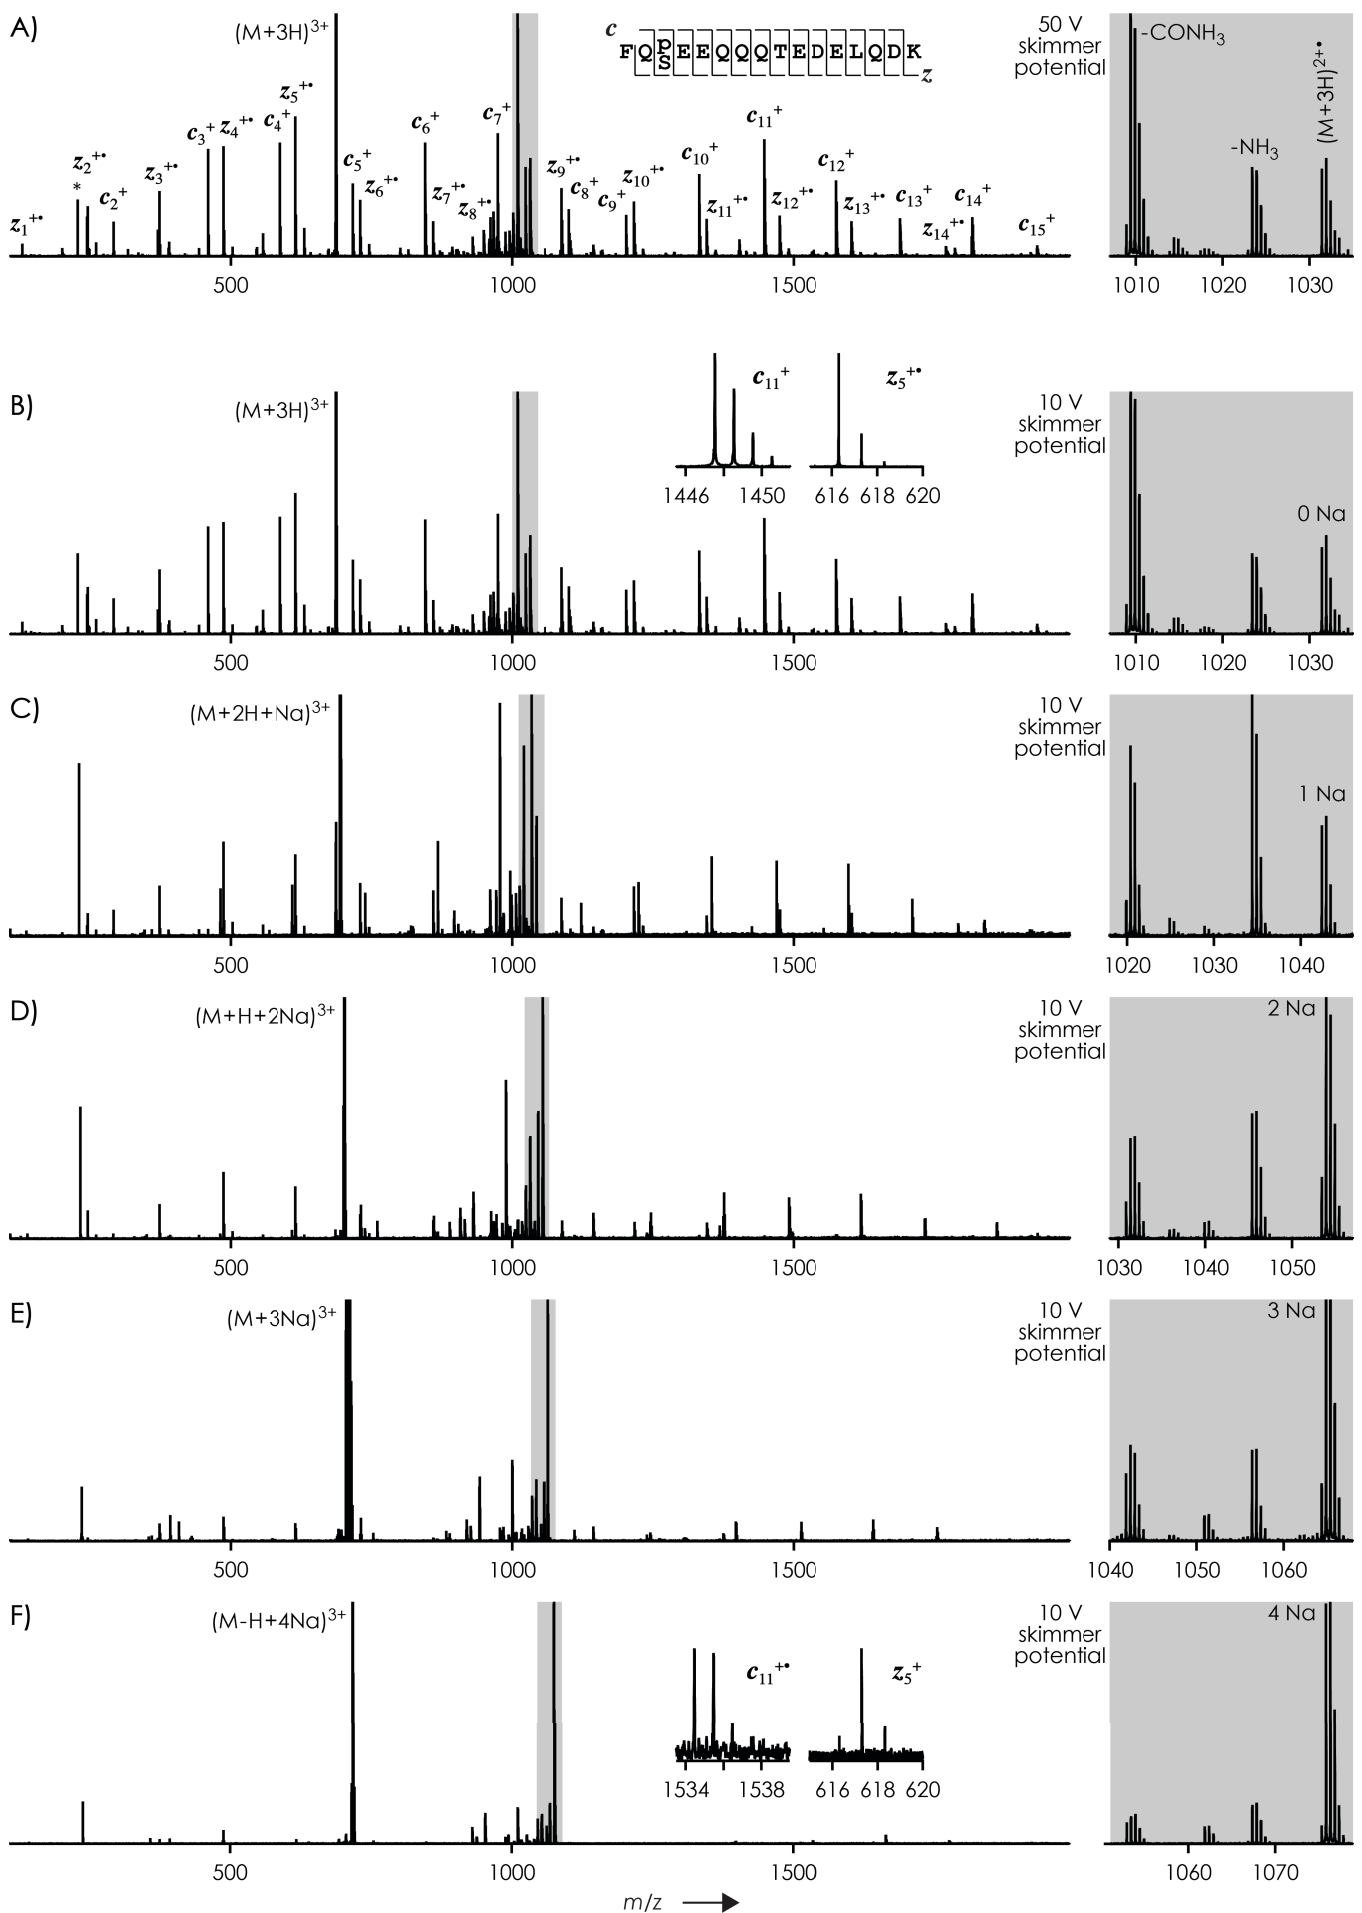 A)
(M+3H)³⁺
c
F Q pS E E Q Q Q T E D E L Q D K
z
50 V
skimmer
potential
-CONH₃
-NH₃
(M+3H)²⁺•
z₁⁺•
*
z₂⁺•
c₂⁺
z₃⁺•
c₃⁺
z₄⁺•
c₄⁺
z₅⁺•
c₅⁺
z₆⁺•
c₆⁺
z₇⁺•
z₈⁺•
c₇⁺
z₉⁺•
c₈⁺
c₉⁺
z₁₀⁺•
c₁₀⁺
z₁₁⁺•
c₁₁⁺
z₁₂⁺•
c₁₂⁺
z₁₃⁺•
c₁₃⁺
z₁₄⁺•
c₁₄⁺
c₁₅⁺
500 1000 1500 1010 1020 1030
B)
(M+3H)³⁺
c₁₁⁺ z₅⁺•
1446 1450 616 618 620
10 V
skimmer
potential
0 Na
500 1000 1500 1010 1020 1030
C)
(M+2H+Na)³⁺
10 V
skimmer
potential
1 Na
500 1000 1500 1020 1030 1040
D)
(M+H+2Na)³⁺
10 V
skimmer
potential
2 Na
500 1000 1500 1030 1040 1050
E)
(M+3Na)³⁺
10 V
skimmer
potential
3 Na
500 1000 1500 1040 1050 1060
F)
(M-H+4Na)³⁺
c₁₁⁺• z₅⁺
1534 1538 616 618 620
10 V
skimmer
potential
4 Na
500 1000 1500 1060 1070
m/z